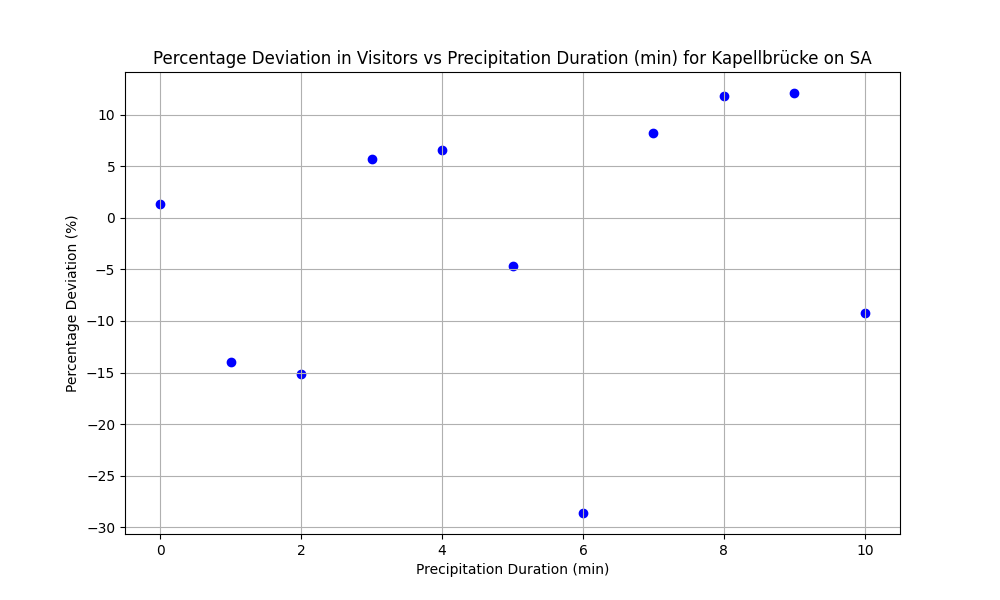 Percentage Deviation in Visitors vs Precipitation Duration (min) for Kapellbrücke on SA
Percentage Deviation (%)
10
5
0
−5
−10
−15
−20
−25
−30
0 2 4 6 8 10
Precipitation Duration (min)